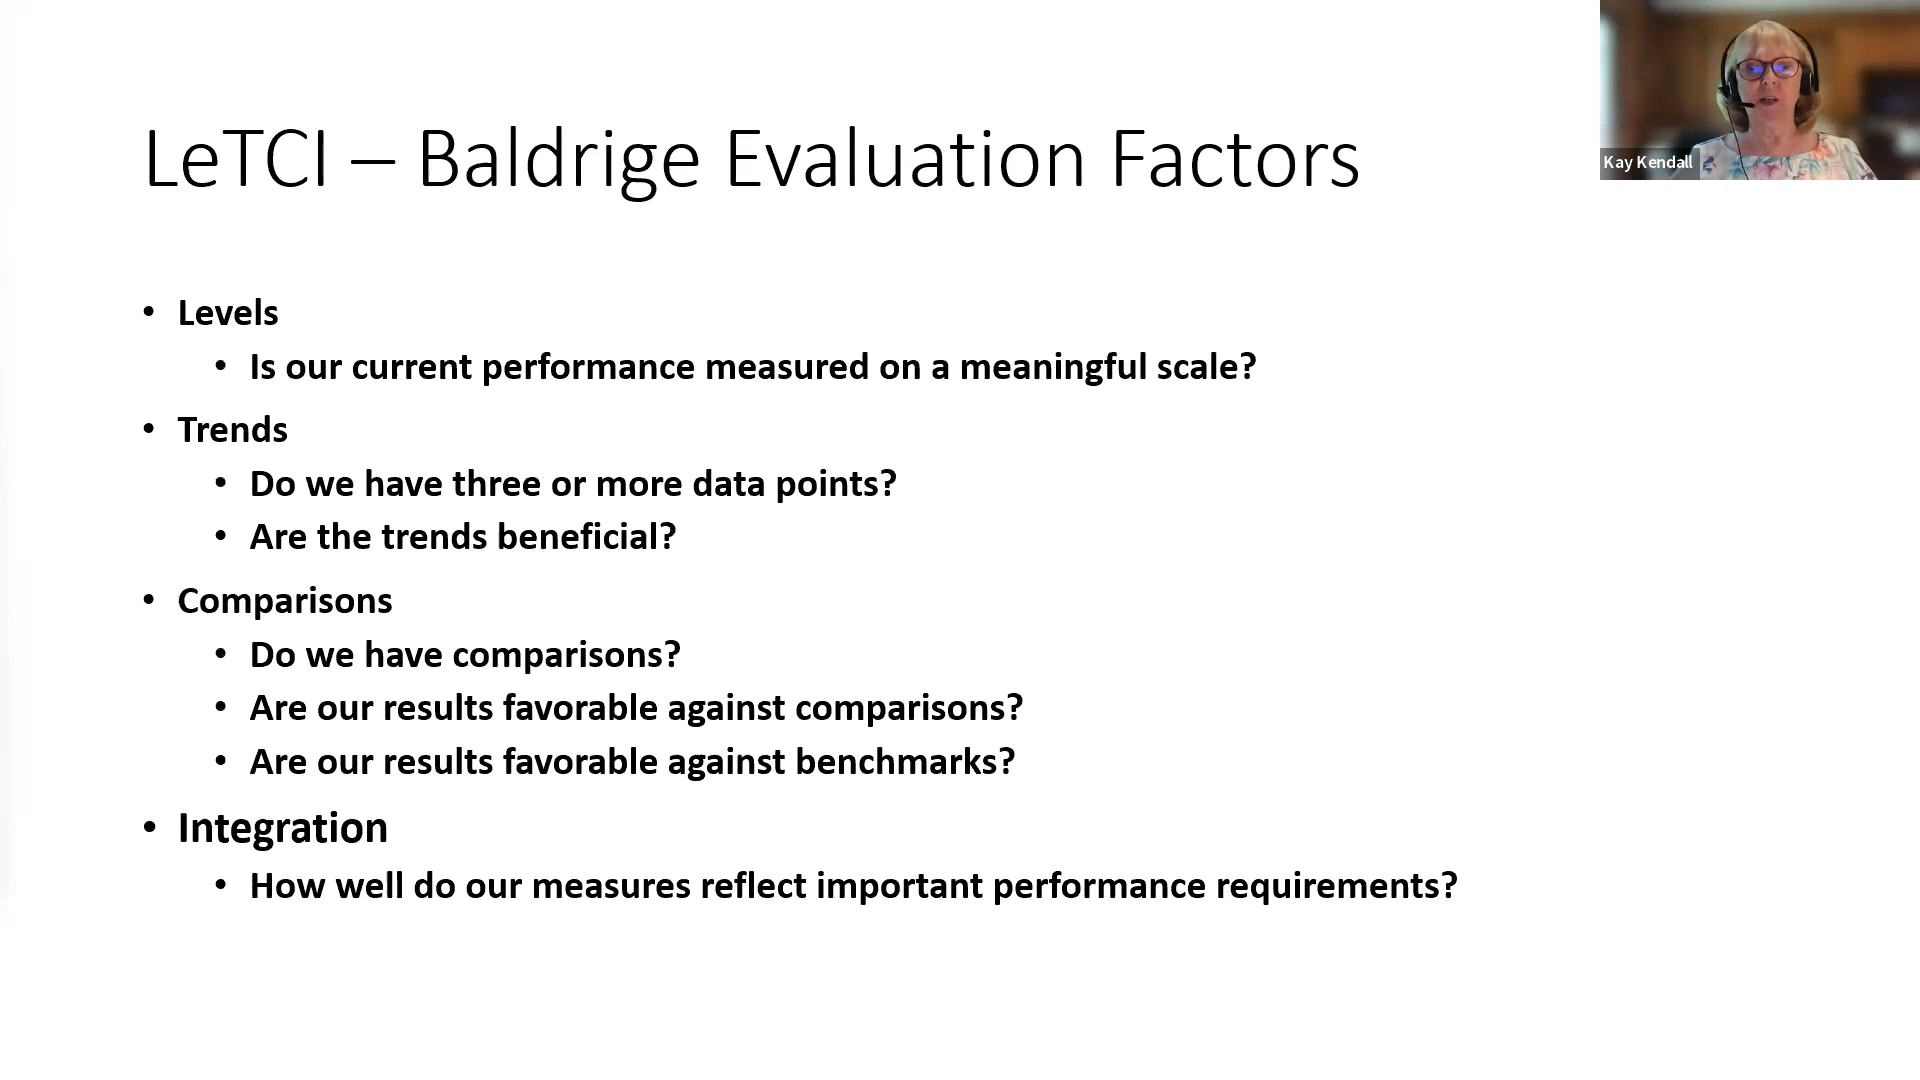 LeTCI – Baldrige Evaluation Factors
Kay Kendall
• Levels
• Is our current performance measured on a meaningful scale?
• Trends
• Do we have three or more data points?
• Are the trends beneficial?
• Comparisons
• Do we have comparisons?
• Are our results favorable against comparisons?
• Are our results favorable against benchmarks?
• Integration
• How well do our measures reflect important performance requirements?